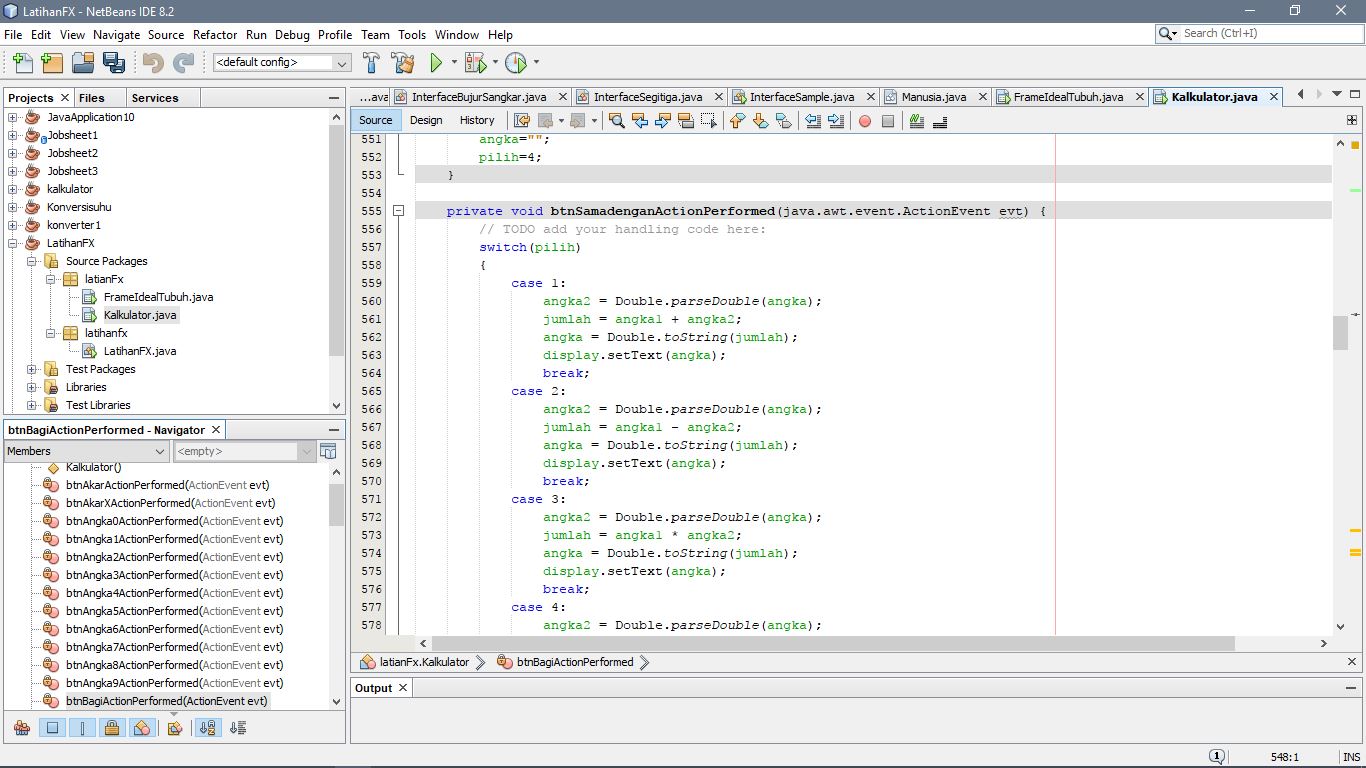 LatihanFX - NetBeans IDE 8.2
File Edit View Navigate Source Refactor Run Debug Profile Team Tools Window Help
Search (Ctrl+I)
<default config>
Projects Files Services
JavaApplication10
Jobsheet1
Jobsheet2
Jobsheet3
kalkulator
Konversisuhu
konverter1
LatihanFX
Source Packages
latianFx
FrameIdealTubuh.java
Kalkulator.java
latihanfx
LatihanFX.java
Test Packages
Libraries
Test Libraries
btnBagiActionPerformed - Navigator
Members <empty>
Kalkulator()
btnAkarActionPerformed(ActionEvent evt)
btnAkarXActionPerformed(ActionEvent evt)
btnAngka0ActionPerformed(ActionEvent evt)
btnAngka1ActionPerformed(ActionEvent evt)
btnAngka2ActionPerformed(ActionEvent evt)
btnAngka3ActionPerformed(ActionEvent evt)
btnAngka4ActionPerformed(ActionEvent evt)
btnAngka5ActionPerformed(ActionEvent evt)
btnAngka6ActionPerformed(ActionEvent evt)
btnAngka7ActionPerformed(ActionEvent evt)
btnAngka8ActionPerformed(ActionEvent evt)
btnAngka9ActionPerformed(ActionEvent evt)
btnBagiActionPerformed(ActionEvent evt)
...ava InterfaceBujurSangkar.java InterfaceSegitiga.java InterfaceSample.java Manusia.java FrameIdealTubuh.java Kalkulator.java
Source Design History
551 angka="";
552 pilih=4;
553 }
554
555 private void btnSamadenganActionPerformed(java.awt.event.ActionEvent evt) {
556 // TODO add your handling code here:
557 switch(pilih)
558 {
559 case 1:
560 angka2 = Double.parseDouble(angka);
561 jumlah = angka1 + angka2;
562 angka = Double.toString(jumlah);
563 display.setText(angka);
564 break;
565 case 2:
566 angka2 = Double.parseDouble(angka);
567 jumlah = angka1 - angka2;
568 angka = Double.toString(jumlah);
569 display.setText(angka);
570 break;
571 case 3:
572 angka2 = Double.parseDouble(angka);
573 jumlah = angka1 * angka2;
574 angka = Double.toString(jumlah);
575 display.setText(angka);
576 break;
577 case 4:
578 angka2 = Double.parseDouble(angka);
latianFx.Kalkulator btnBagiActionPerformed
Output
1 548:1 INS